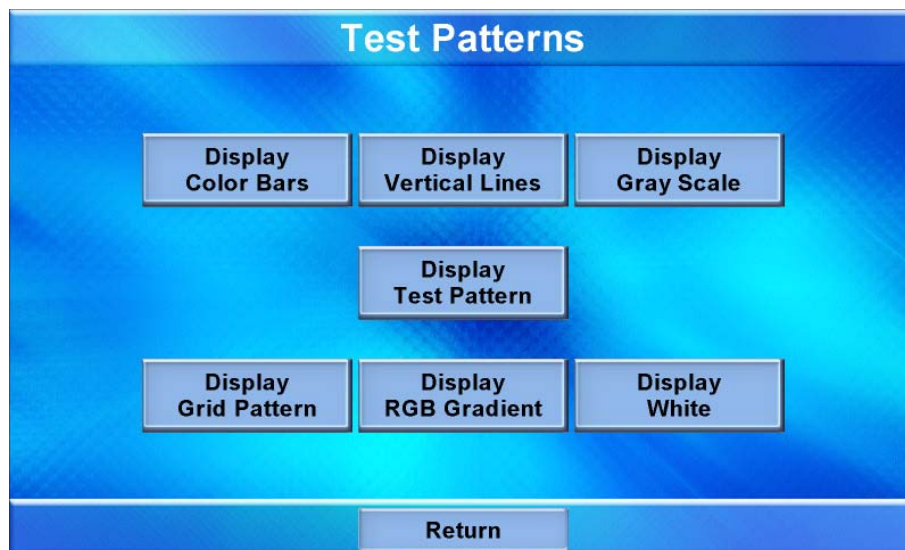 Test Patterns
Display
Color Bars
Display
Vertical Lines
Display
Gray Scale
Display
Test Pattern
Display
Grid Pattern
Display
RGB Gradient
Display
White
Return